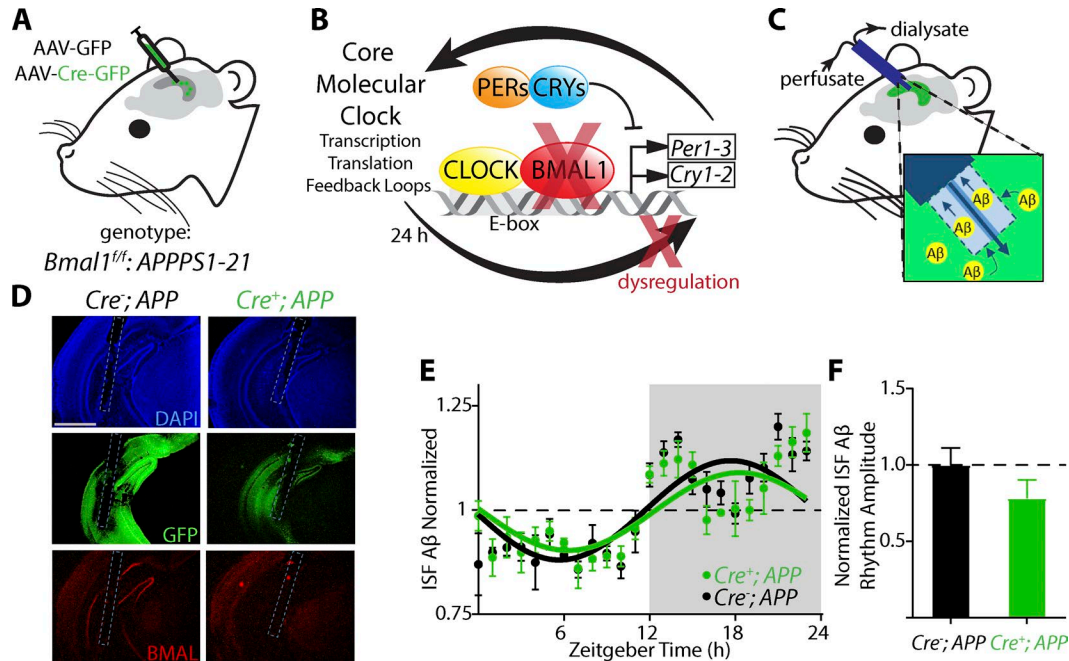 A
AAV-GFP
AAV-Cre-GFP
genotype:
Bmal1f/f: APPPS1-21
B
Core
Molecular
Clock
Transcription
Translation
Feedback Loops
24 h
PERs
CRYs
CLOCK
BMAL1
E-box
Per1-3
Cry1-2
dysregulation
C
dialysate
perfusate
Aβ
Aβ
Aβ
Aβ
Aβ
D
Cre-; APP
Cre+; APP
DAPI
GFP
BMAL
E
ISF Aβ Normalized
1.25
1
0.75
6
12
18
24
Zeitgeber Time (h)
Cre+; APP
Cre-; APP
F
Normalized ISF Aβ
Rhythm Amplitude
1.5
1.0
0.5
Cre-; APP
Cre+; APP